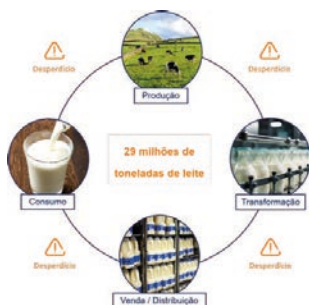 Desperdício
Desperdício
Produção
29 milhões de
toneladas de leite
Consumo
Transformação
Desperdício
Desperdício
Venda / Distribuição